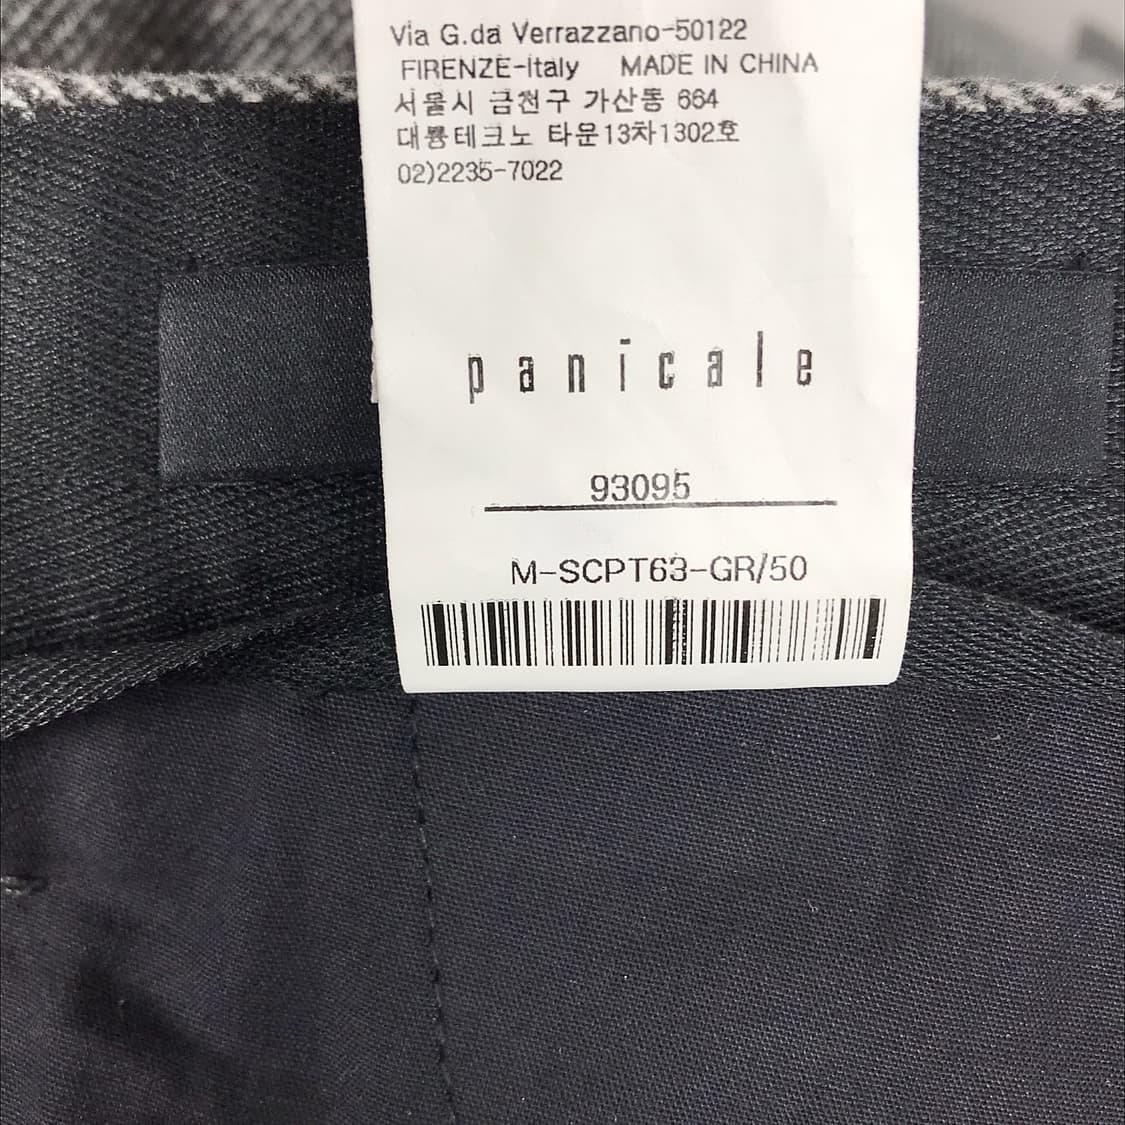 Via G.da Verrazzano-50122
FIRENZE-Italy MADE IN CHINA
서울시 금천구 가산동 664
대륭테크노 타운13차1302호
02)2235-7022
panicale
93095
M-SCPT63-GR/50